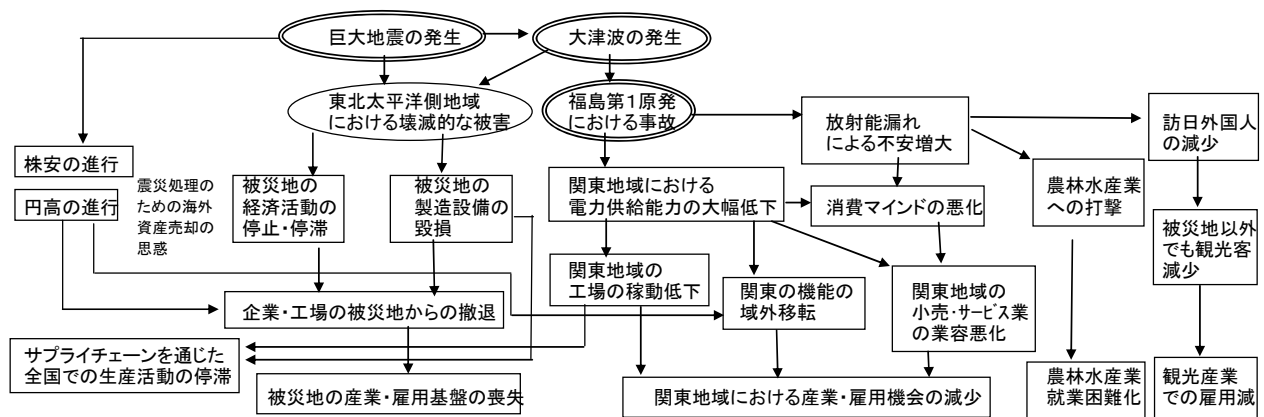 巨大地震の発生
大津波の発生
東北太平洋側地域
における壊滅的な被害
福島第１原発
における事故
放射能漏れ
による不安増大
訪日外国人
の減少
株安の進行
円高の進行
震災処理の
ための海外
資産売却の
思惑
被災地の
経済活動の
停止・停滞
被災地の
製造設備の
毀損
関東地域における
電力供給能力の大幅低下
消費マインドの悪化
農林水産業
への打撃
被災地以外
でも観光客
減少
関東地域の
工場の稼動低下
関東の機能の
域外移転
関東地域の
小売・ｻｰﾋﾞｽ業
の業容悪化
企業・工場の被災地からの撤退
サプライチェーンを通じた
全国での生産活動の停滞
被災地の産業・雇用基盤の喪失
関東地域における産業・雇用機会の減少
農林水産業
就業困難化
観光産業
での雇用減